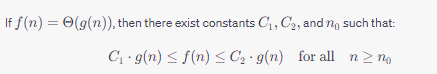 If f(n) = Θ(g(n)), then there exist constants C₁, C₂, and n₀ such that:
C₁ · g(n) ≤ f(n) ≤ C₂ · g(n) for all n ≥ n₀